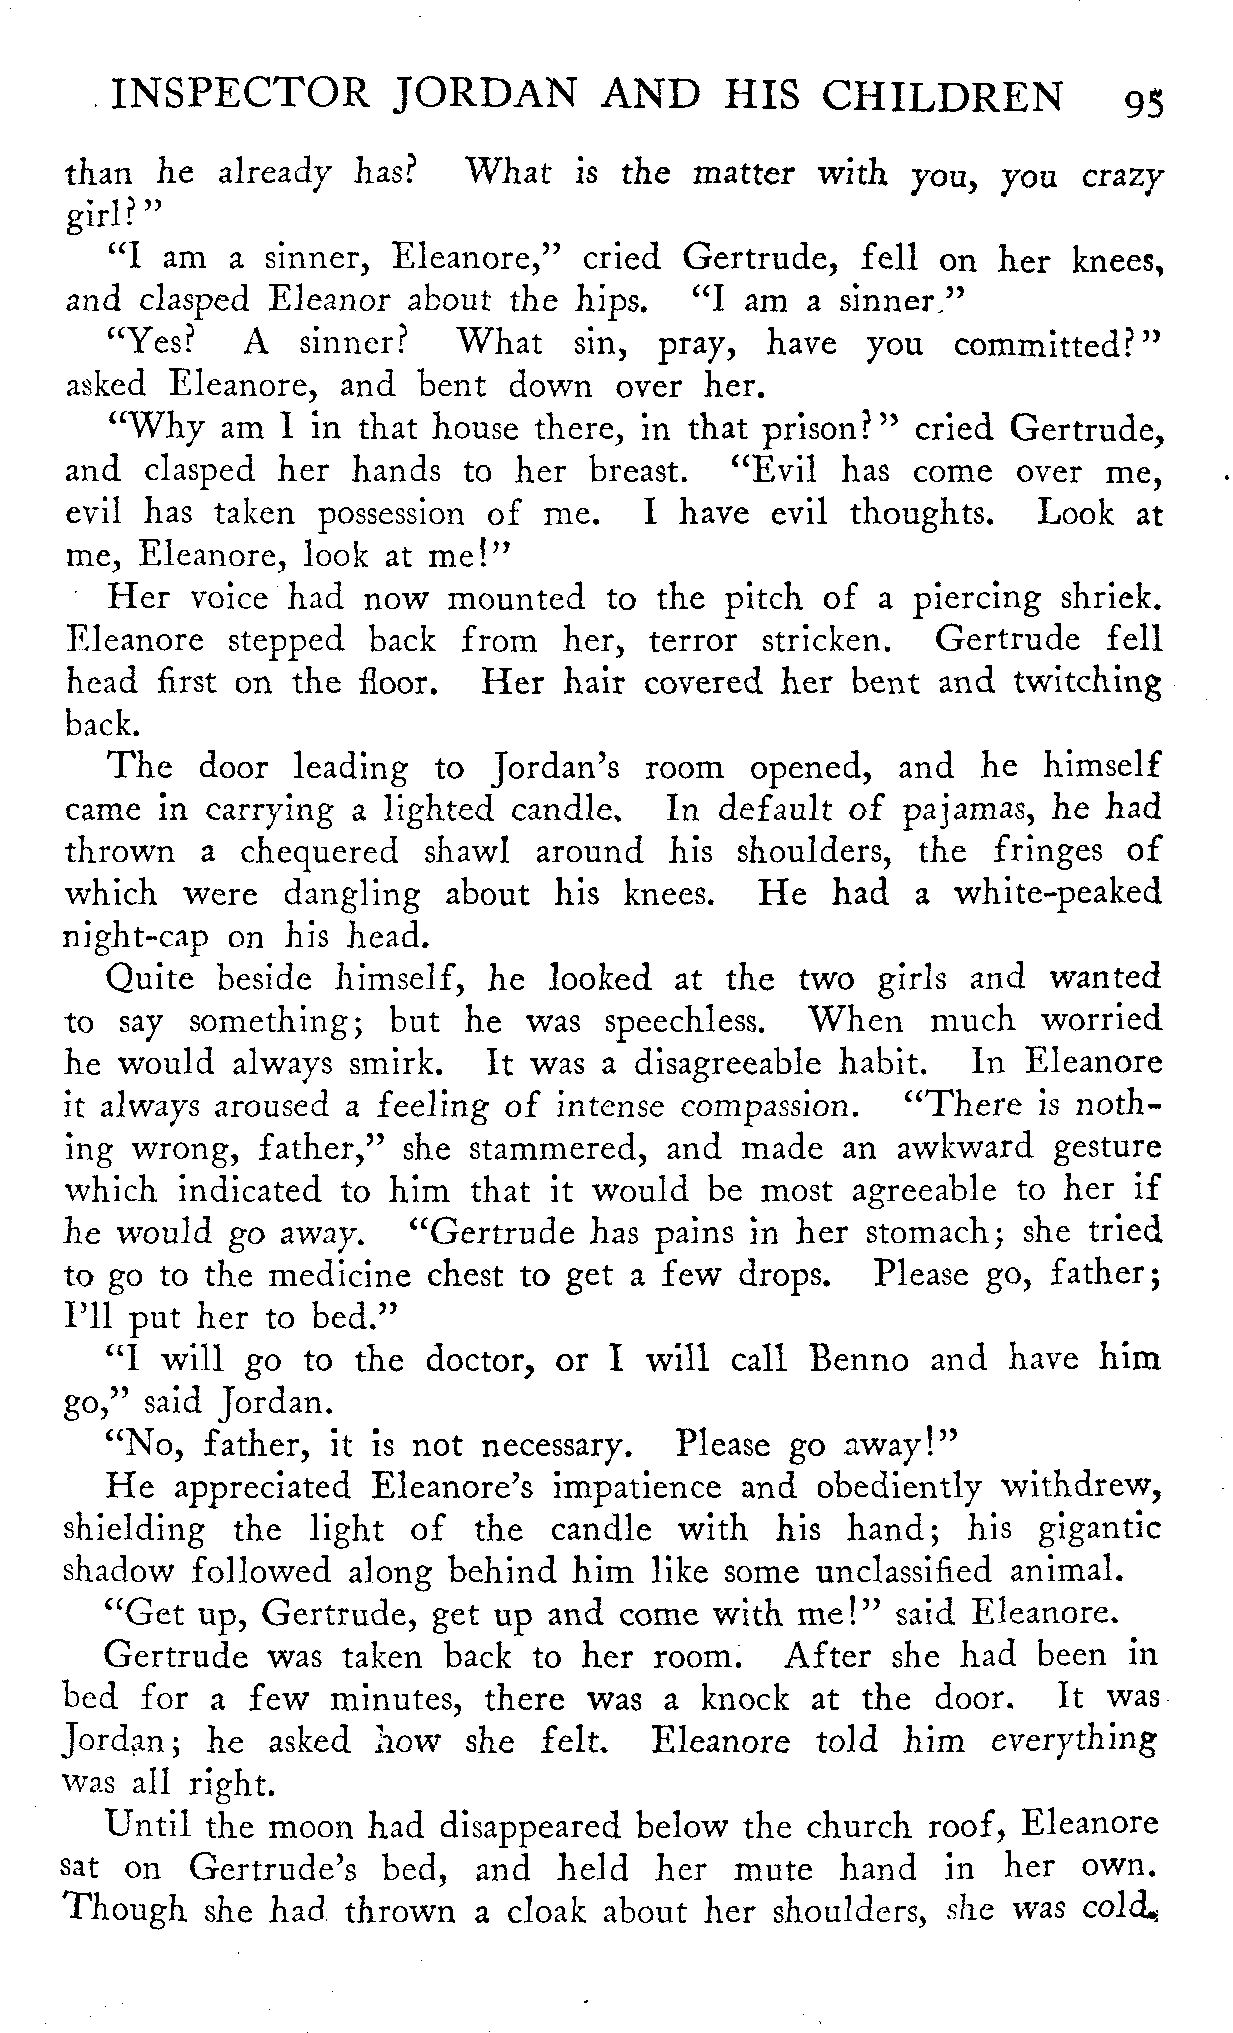 INSPECTOR JORDAN AND HIS CHILDREN 95
than he already has? What is the matter with you, you crazy
girl?"
"I am a sinner, Eleanore," cried Gertrude, fell on her knees,
and clasped Eleanor about the hips. "I am a sinner."
"Yes? A sinner? What sin, pray, have you committed?"
asked Eleanore, and bent down over her.
"Why am I in that house there, in that prison?" cried Gertrude,
and clasped her hands to her breast. "Evil has come over me,
evil has taken possession of me. I have evil thoughts. Look at
me, Eleanore, look at me!"
Her voice had now mounted to the pitch of a piercing shriek.
Eleanore stepped back from her, terror stricken. Gertrude fell
head first on the floor. Her hair covered her bent and twitching
back.
The door leading to Jordan's room opened, and he himself
came in carrying a lighted candle. In default of pajamas, he had
thrown a chequered shawl around his shoulders, the fringes of
which were dangling about his knees. He had a white-peaked
night-cap on his head.
Quite beside himself, he looked at the two girls and wanted
to say something; but he was speechless. When much worried
he would always smirk. It was a disagreeable habit. In Eleanore
it always aroused a feeling of intense compassion. "There is noth-
ing wrong, father," she stammered, and made an awkward gesture
which indicated to him that it would be most agreeable to her if
he would go away. "Gertrude has pains in her stomach; she tried
to go to the medicine chest to get a few drops. Please go, father;
I'll put her to bed."
"I will go to the doctor, or I will call Benno and have him
go," said Jordan.
"No, father, it is not necessary. Please go away!"
He appreciated Eleanore's impatience and obediently withdrew,
shielding the light of the candle with his hand; his gigantic
shadow followed along behind him like some unclassified animal.
"Get up, Gertrude, get up and come with me!" said Eleanore.
Gertrude was taken back to her room. After she had been in
bed for a few minutes, there was a knock at the door. It was
Jordan; he asked how she felt. Eleanore told him everything
was all right.
Until the moon had disappeared below the church roof, Eleanore
sat on Gertrude's bed, and held her mute hand in her own.
Though she had thrown a cloak about her shoulders, she was cold.